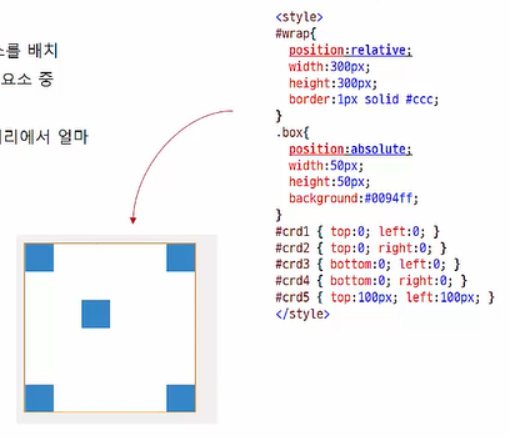 를 배치
요소 중
리에서 얼마
<style>
#wrap{
position:relative;
width:300px;
height:300px;
border:1px solid #ccc;
}
.box{
position:absolute;
width:50px;
height:50px;
background:#0094ff;
}
#crd1 { top:0; left:0; }
#crd2 { top:0; right:0; }
#crd3 { bottom:0; left:0; }
#crd4 { bottom:0; right:0; }
#crd5 { top:100px; left:100px; }
</style>